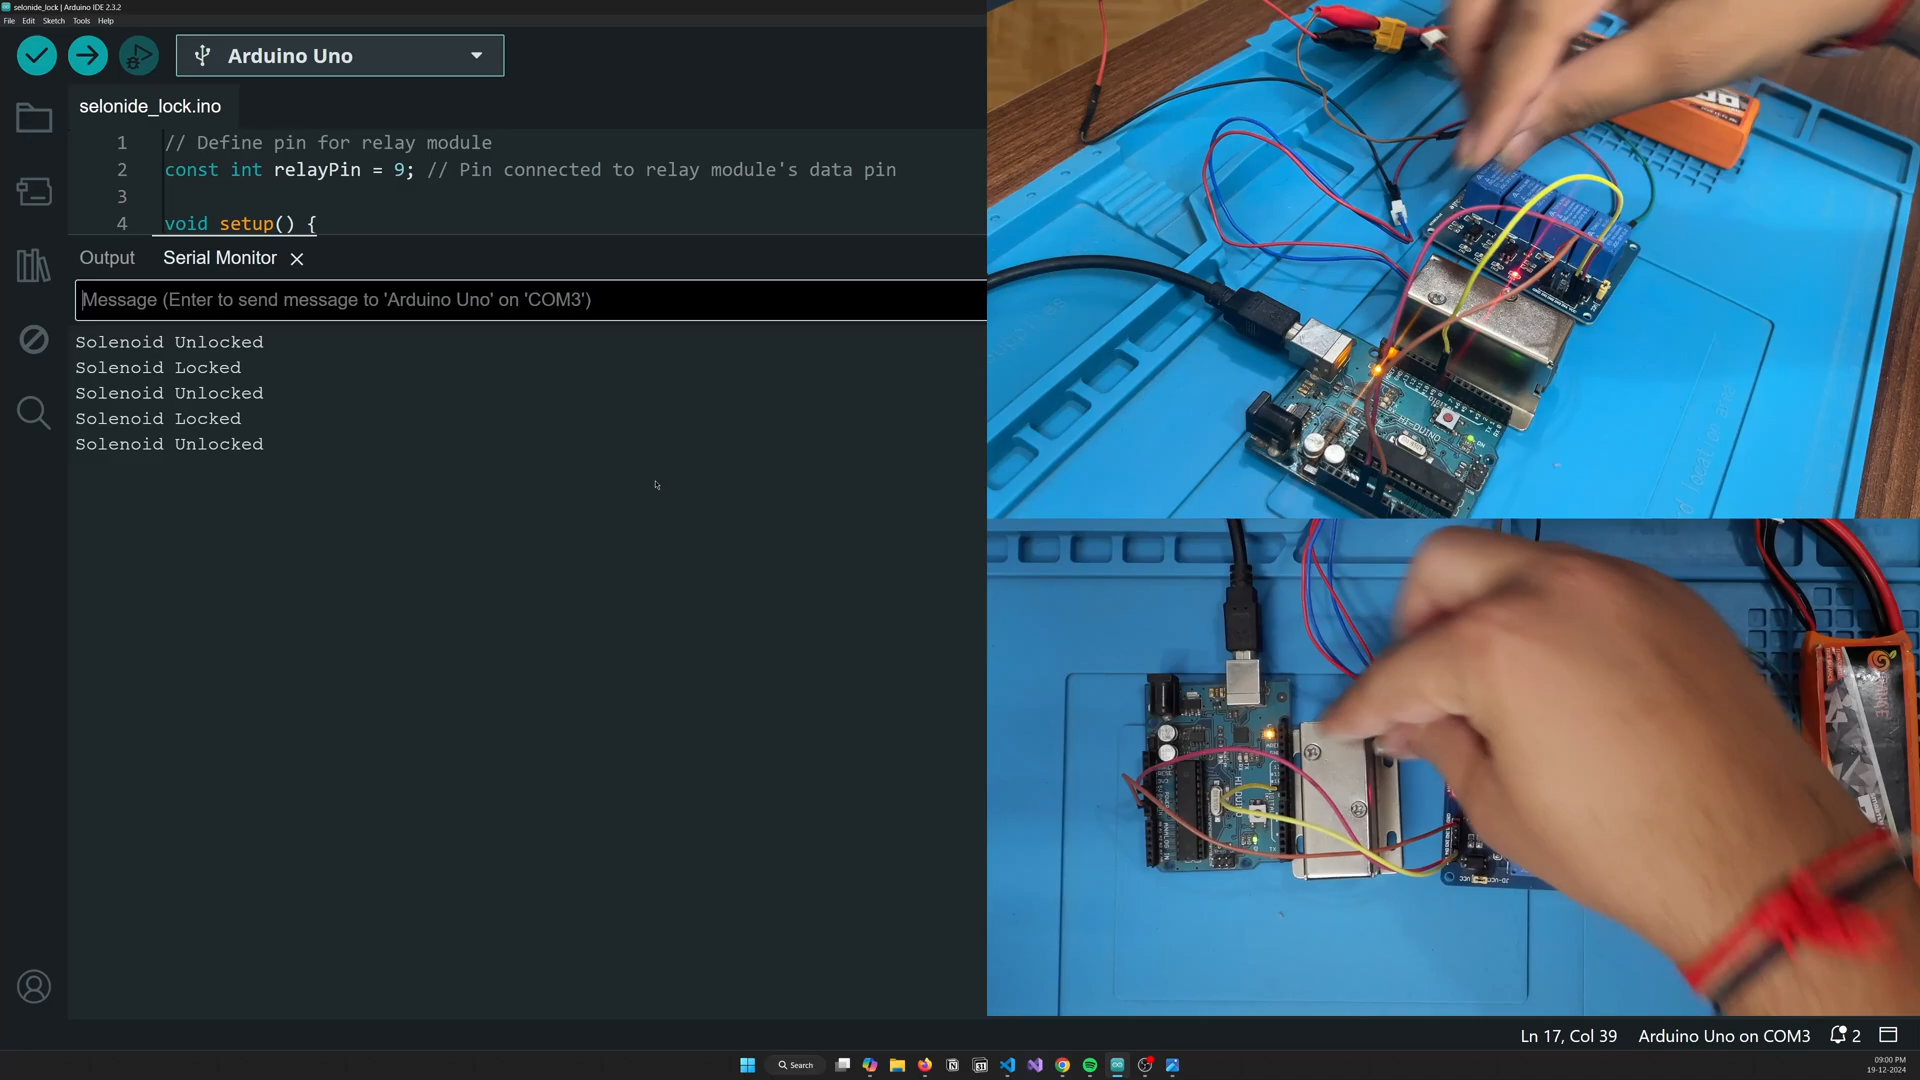 selonide_lock | Arduino IDE 2.3.2
File Edit Sketch Tools Help
Arduino Uno
selonide_lock.ino
1 // Define pin for relay module
2 const int relayPin = 9; // Pin connected to relay module's data pin
3
4 void setup() {
Output Serial Monitor
Message (Enter to send message to 'Arduino Uno' on 'COM3')
Solenoid Unlocked
Solenoid Locked
Solenoid Unlocked
Solenoid Locked
Solenoid Unlocked
HI-DUINO
Ln 17, Col 39 Arduino Uno on COM3 2
Search
31
09:00 PM
19-12-2024